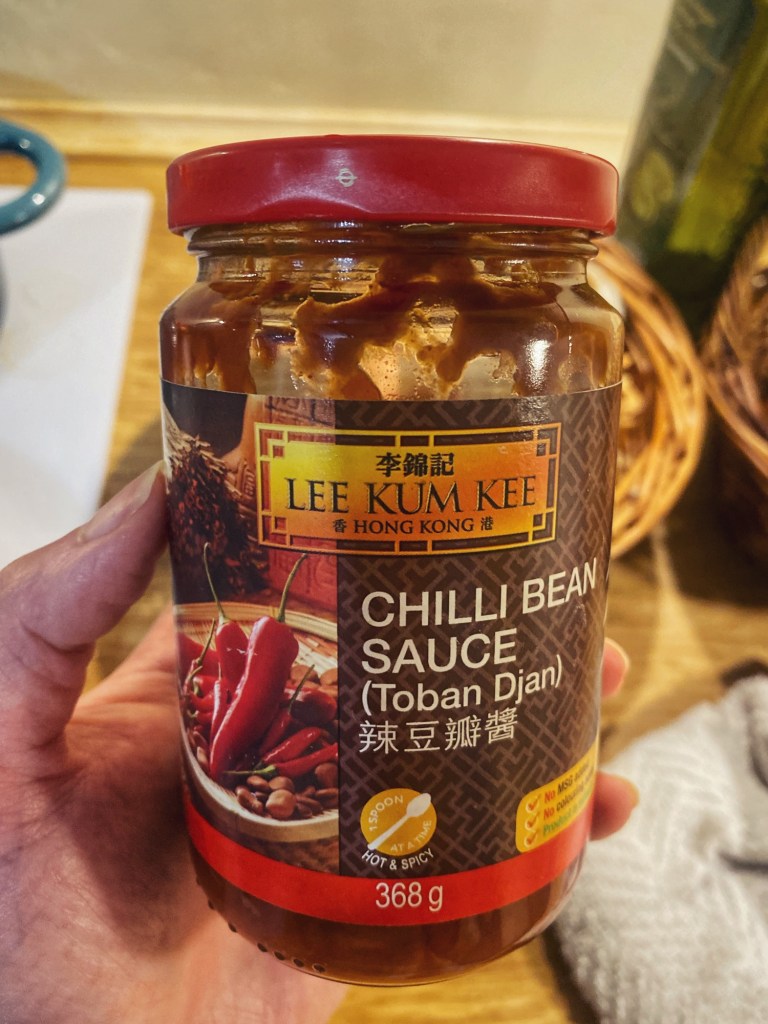 李錦記
LEE KUM KEE
香 HONG KONG 港
CHILLI BEAN
SAUCE
(Toban Djan)
辣豆瓣醬
1 SPOON
AT A TIME
HOT & SPICY
No MSG
No
Product
368 g